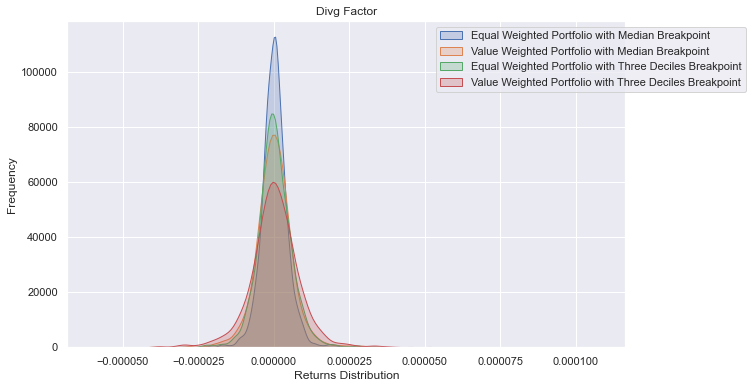 Divg Factor
Equal Weighted Portfolio with Median Breakpoint
Value Weighted Portfolio with Median Breakpoint
Equal Weighted Portfolio with Three Deciles Breakpoint
Value Weighted Portfolio with Three Deciles Breakpoint
100000
80000
60000
40000
20000
0
Frequency
−0.000050 −0.000025 0.000000 0.000025 0.000050 0.000075 0.000100
Returns Distribution